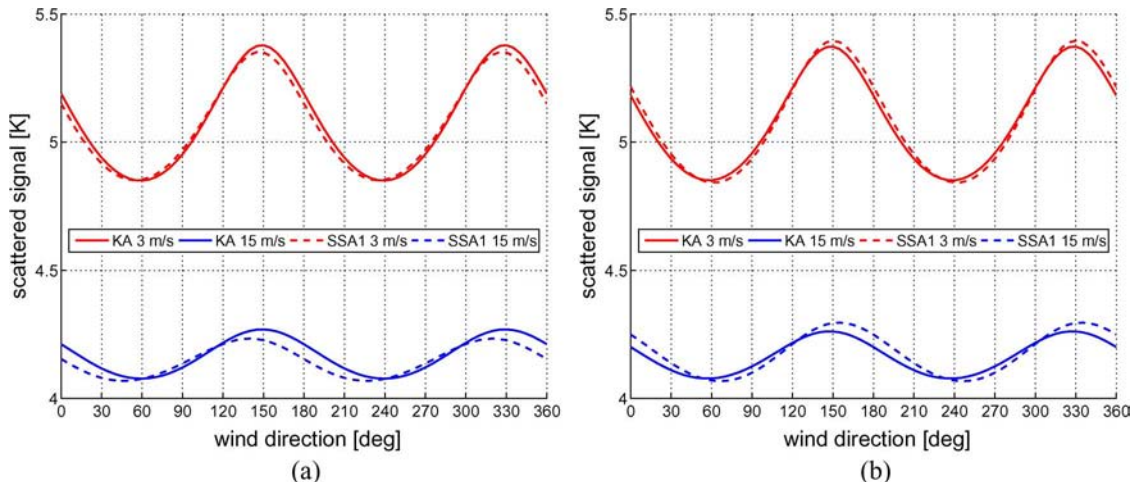 5.5
5
4.5
4
scattered signal [K]
KA 3 m/s KA 15 m/s SSA1 3 m/s SSA1 15 m/s
0 30 60 90 120 150 180 210 240 270 300 330 360
wind direction [deg]
(a)
5.5
5
4.5
4
scattered signal [K]
KA 3 m/s KA 15 m/s SSA1 3 m/s SSA1 15 m/s
0 30 60 90 120 150 180 210 240 270 300 330 360
wind direction [deg]
(b)